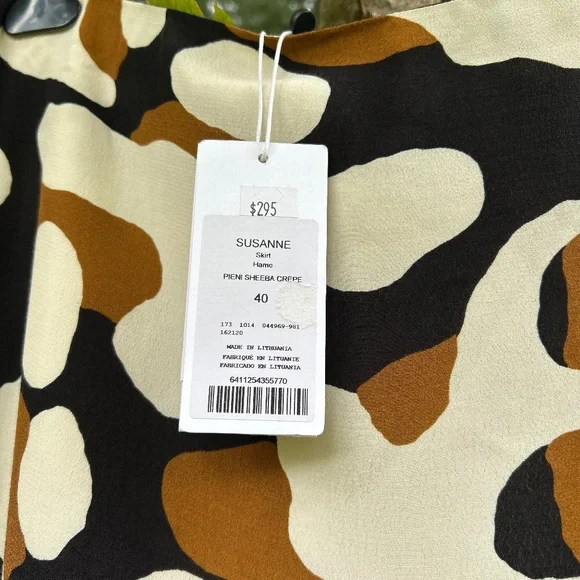 $295
SUSANNE
Skirt
Hame
PIENI SHEEBA CREPE
40
173 1014 044969-981
162120
MADE IN LITHUANIA
FABRIQUÉ EN LITUANIE
FABRICADO EN LITUANIA
6411254355770